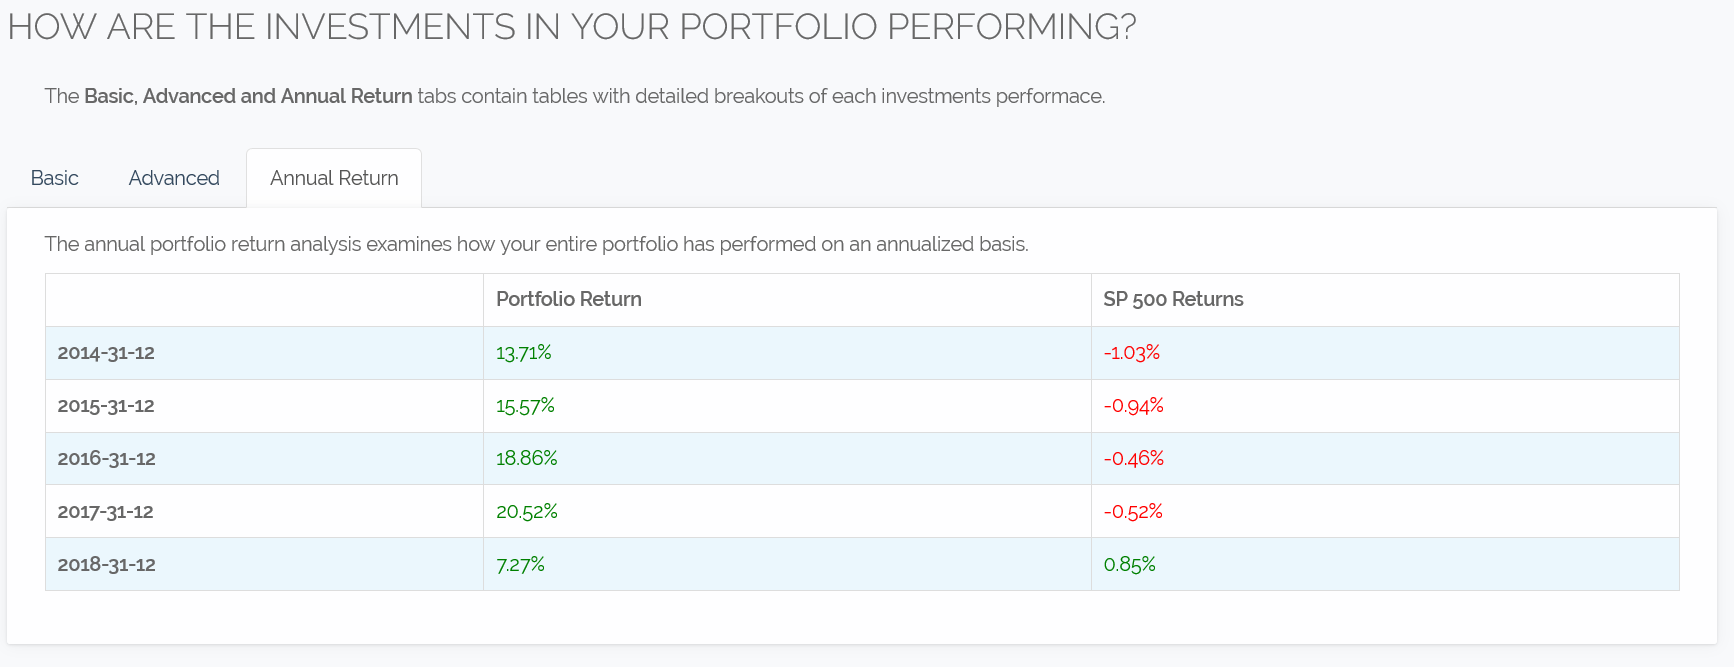 HOW ARE THE INVESTMENTS IN YOUR PORTFOLIO PERFORMING?
The Basic, Advanced and Annual Return tabs contain tables with detailed breakouts of each investments performace.
Basic Advanced Annual Return
The annual portfolio return analysis examines how your entire portfolio has performed on an annualized basis.
Portfolio Return SP 500 Returns
2014-31-12 13.71% -1.03%
2015-31-12 15.57% -0.94%
2016-31-12 18.86% -0.46%
2017-31-12 20.52% -0.52%
2018-31-12 7.27% 0.85%